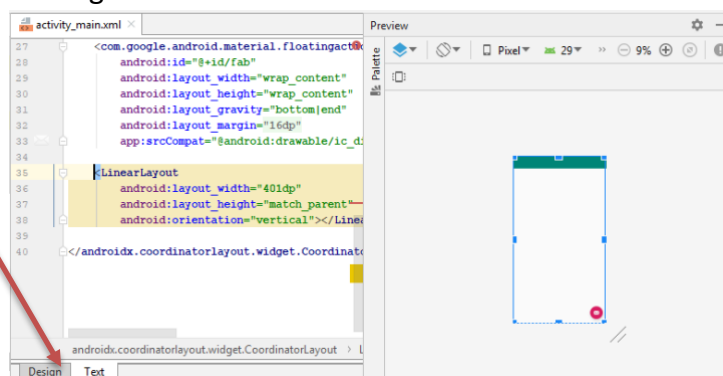 activity_main.xml
27 <com.google.android.material.floatingact
28 android:id="@+id/fab"
29 android:layout_width="wrap_content"
30 android:layout_height="wrap_content"
31 android:layout_gravity="bottom|end"
32 android:layout_margin="16dp"
33 app:srcCompat="@android:drawable/ic_di
34
35 <LinearLayout
36 android:layout_width="401dp"
37 android:layout_height="match_parent"
38 android:orientation="vertical"></Linea
39
40 </androidx.coordinatorlayout.widget.Coordinato
androidx.coordinatorlayout.widget.CoordinatorLayout > L
Design Text
Preview
Palette
Pixel 29 >> 9%